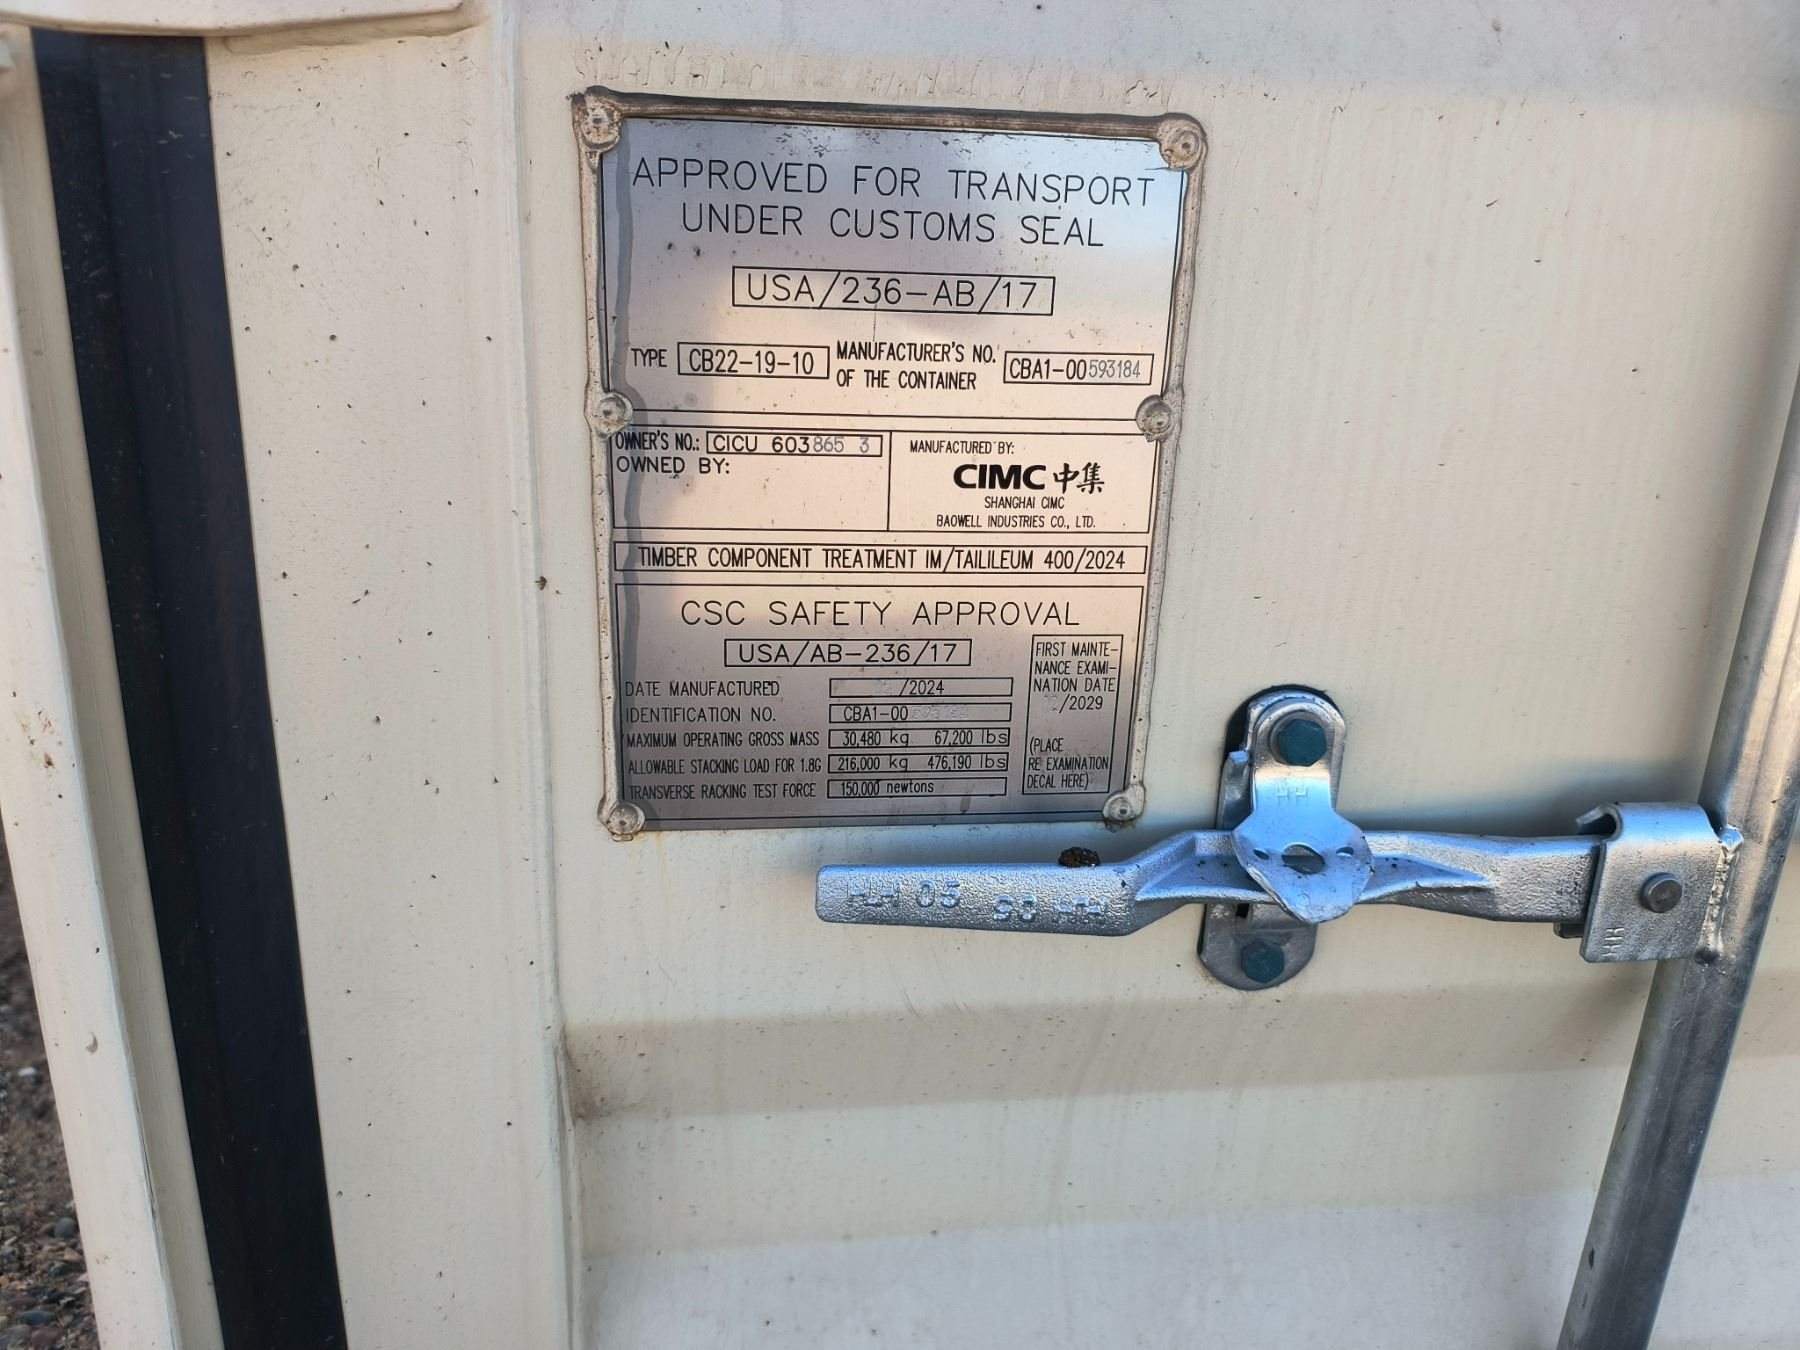 APPROVED FOR TRANSPORT
UNDER CUSTOMS SEAL
USA/236-AB/17
TYPE CB22-19-10
MANUFACTURER'S NO.
OF THE CONTAINER
CBA1-00593184
OWNER'S NO.: CICU 603865 3
OWNED BY:
MANUFACTURED BY:
CIMC 中集
SHANGHAI CIMC
BAOWELL INDUSTRIES CO., LTD.
TIMBER COMPONENT TREATMENT IM/TAILILEUM 400/2024
CSC SAFETY APPROVAL
USA/AB-236/17
DATE MANUFACTURED /2024
IDENTIFICATION NO. CBA1-00593184
MAXIMUM OPERATING GROSS MASS 30,480 kg 67,200 lbs
ALLOWABLE STACKING LOAD FOR 1.8G 216,000 kg 476,190 lbs
TRANSVERSE RACKING TEST FORCE 150,000 newtons
FIRST MAINTE-
NANCE EXAMI-
NATION DATE
/2029
(PLACE
RE EXAMINATION
DECAL HERE)
HH
HH 05
50 HH
HH